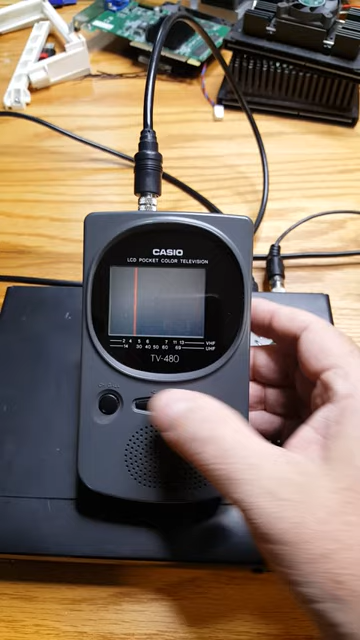 CASIO
LCD POCKET COLOR TELEVISION
2 4 5 6 7 11 13 VHF
14 30 40 50 60 69 UHF
TV-480